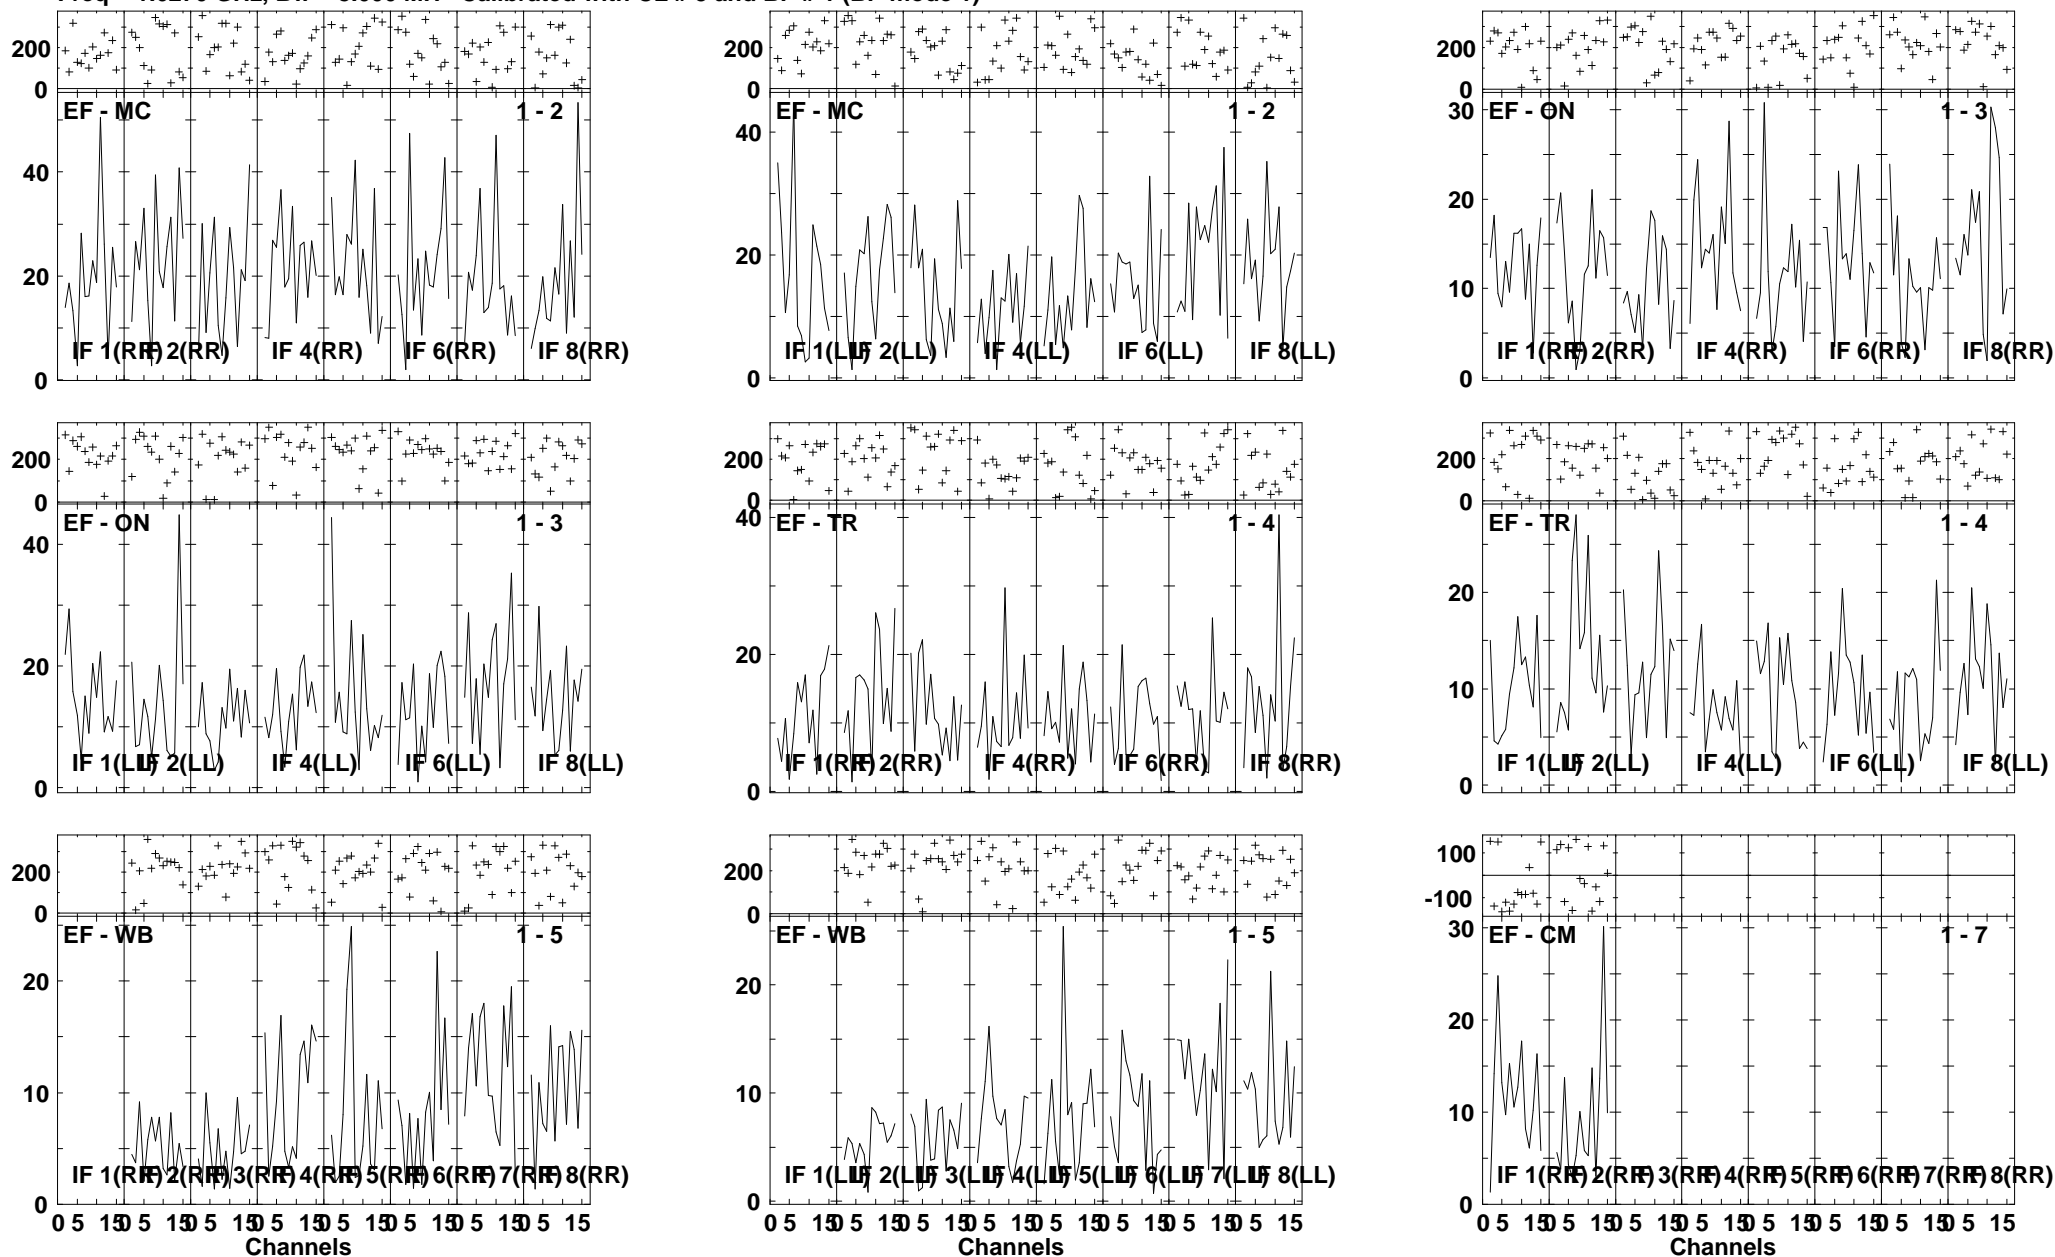 200
0
EF - MC 1 - 2
40
20
0
IF 1(RR) IF 2(RR) IF 4(RR) IF 6(RR) IF 8(RR)
200
0
EF - MC 1 - 2
40
20
0
IF 1(LL) IF 2(LL) IF 4(LL) IF 6(LL) IF 8(LL)
200
0
EF - ON 1 - 3
30
20
10
0
IF 1(RR) IF 2(RR) IF 4(RR) IF 6(RR) IF 8(RR)
200
0
EF - ON 1 - 3
40
20
0
IF 1(LL) IF 2(LL) IF 4(LL) IF 6(LL) IF 8(LL)
200
0
EF - TR 1 - 4
40
20
0
IF 1(RR) IF 2(RR) IF 4(RR) IF 6(RR) IF 8(RR)
200
0
EF - TR 1 - 4
20
10
0
IF 1(LL) IF 2(LL) IF 4(LL) IF 6(LL) IF 8(LL)
200
0
EF - WB 1 - 5
20
10
0
IF 1(RR) IF 2(RR) IF 3(RR) IF 4(RR) IF 5(RR) IF 6(RR) IF 7(RR) IF 8(RR)
0 5 15 0 5 15 0 5 15 0 5 15 0 5 15 0 5 15 0 5 15 0 5 15
Channels
200
0
EF - WB 1 - 5
20
10
0
IF 1(LL) IF 2(LL) IF 3(LL) IF 4(LL) IF 5(LL) IF 6(LL) IF 7(LL) IF 8(LL)
0 5 15 0 5 15 0 5 15 0 5 15 0 5 15 0 5 15 0 5 15 0 5 15
Channels
100
-100
EF - CM 1 - 7
30
20
10
0
IF 1(RR) IF 2(RR) IF 3(RR) IF 4(RR) IF 5(RR) IF 6(RR) IF 7(RR) IF 8(RR)
0 5 15 0 5 15 0 5 15 0 5 15 0 5 15 0 5 15 0 5 15 0 5 15
Channels